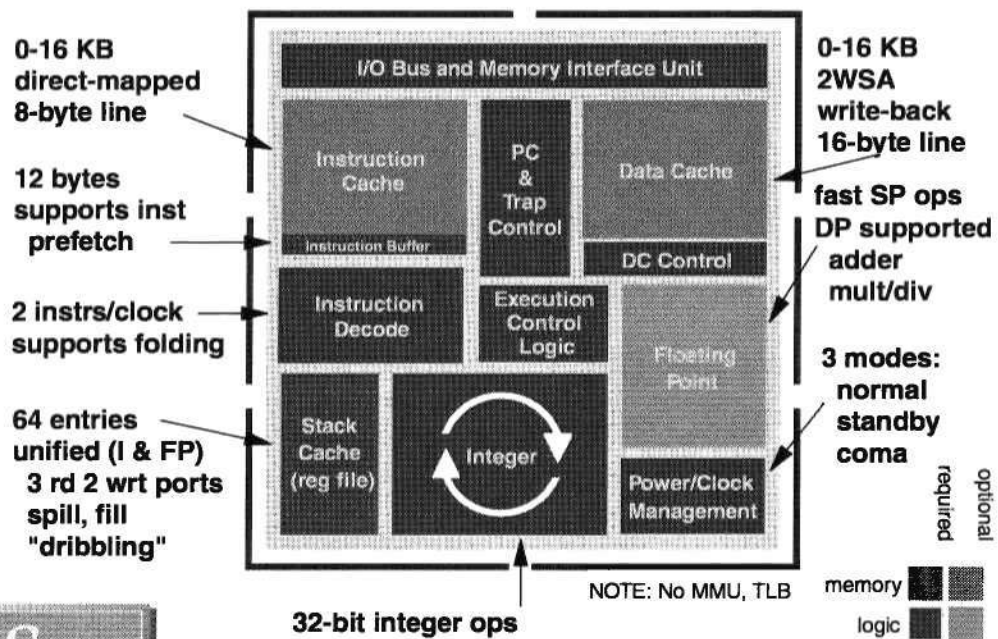 0-16 KB
direct-mapped
8-byte line
12 bytes
supports inst
prefetch
2 instrs/clock
supports folding
64 entries
unified (I & FP)
3 rd 2 wrt ports
spill, fill
"dribbling"
I/O Bus and Memory Interface Unit
Instruction
Cache
Instruction Buffer
PC
&
Trap
Control
Data Cache
DC Control
Instruction
Decode
Execution
Control
Logic
Floating
Point
Stack
Cache
(reg file)
Integer
Power/Clock
Management
0-16 KB
2WSA
write-back
16-byte line
fast SP ops
DP supported
adder
mult/div
3 modes:
normal
standby
coma
32-bit integer ops
NOTE: No MMU, TLB
required
optional
memory
logic